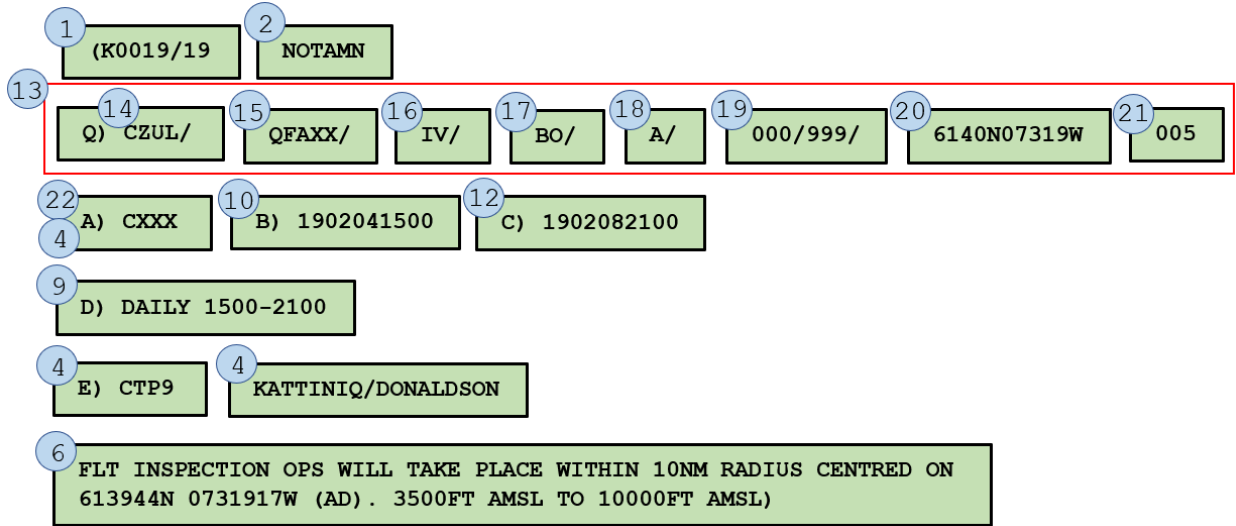 1 (K0019/19 2 NOTAMN
13 14 Q) CZUL/ 15 QFAXX/ 16 IV/ 17 BO/ 18 A/ 19 000/999/ 20 6140N07319W 21 005
22 4 A) CXXX 10 B) 1902041500 12 C) 1902082100
9 D) DAILY 1500-2100
4 E) CTP9 4 KATTINIQ/DONALDSON
6 FLT INSPECTION OPS WILL TAKE PLACE WITHIN 10NM RADIUS CENTRED ON
613944N 0731917W (AD). 3500FT AMSL TO 10000FT AMSL)